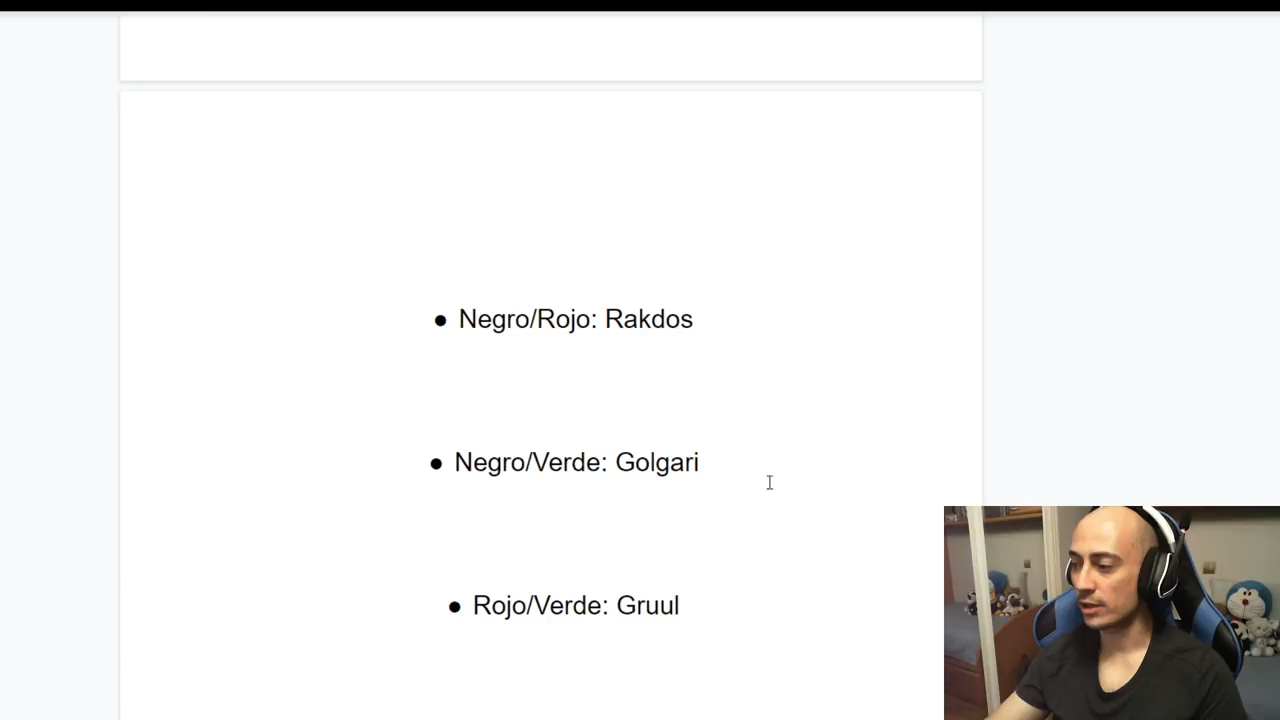 ● Negro/Rojo: Rakdos
● Negro/Verde: Golgari
● Rojo/Verde: Gruul